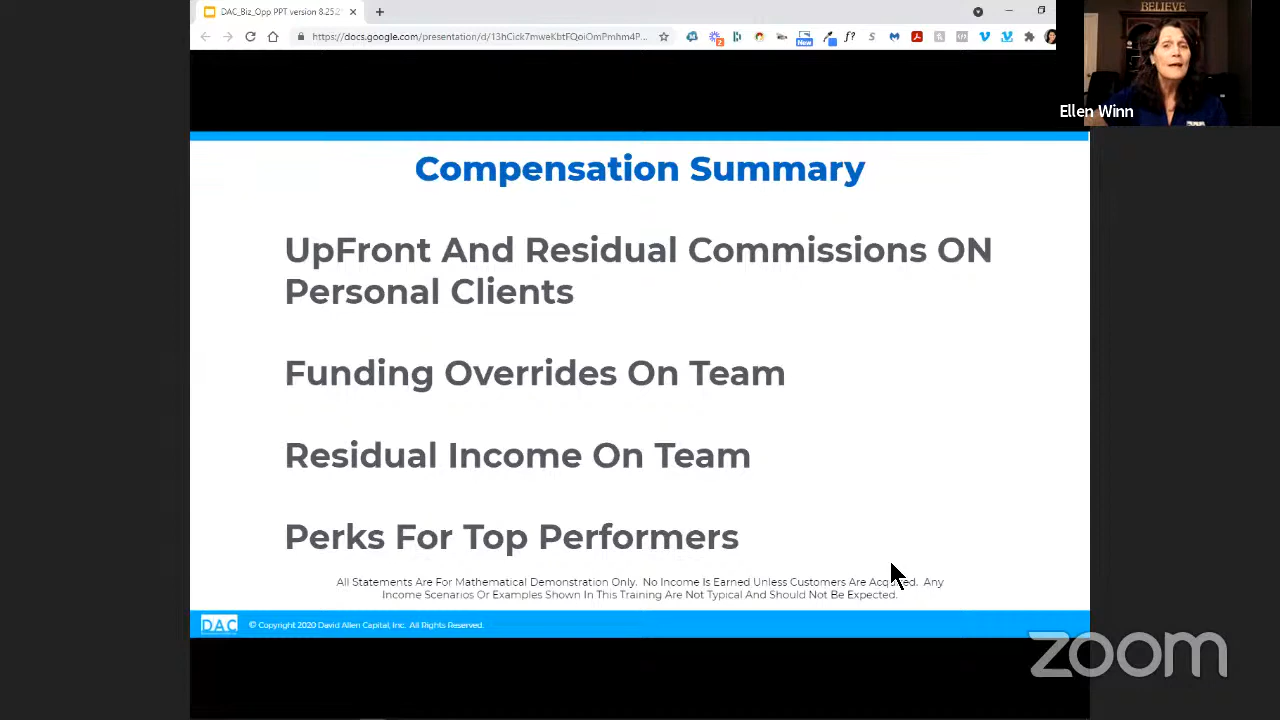 DAC_Biz_Opp PPT version 8.25.2
https://docs.google.com/presentation/d/13hCick7mweKbtFQoiOmPmhm4P...
New
2
BELIEVE
Ellen Winn
Compensation Summary
UpFront And Residual Commissions ON
Personal Clients
Funding Overrides On Team
Residual Income On Team
Perks For Top Performers
All Statements Are For Mathematical Demonstration Only. No Income Is Earned Unless Customers Are Acquired. Any
Income Scenarios Or Examples Shown In This Training Are Not Typical And Should Not Be Expected.
DAC
© Copyright 2020 David Allen Capital, Inc. All Rights Reserved.
zoom